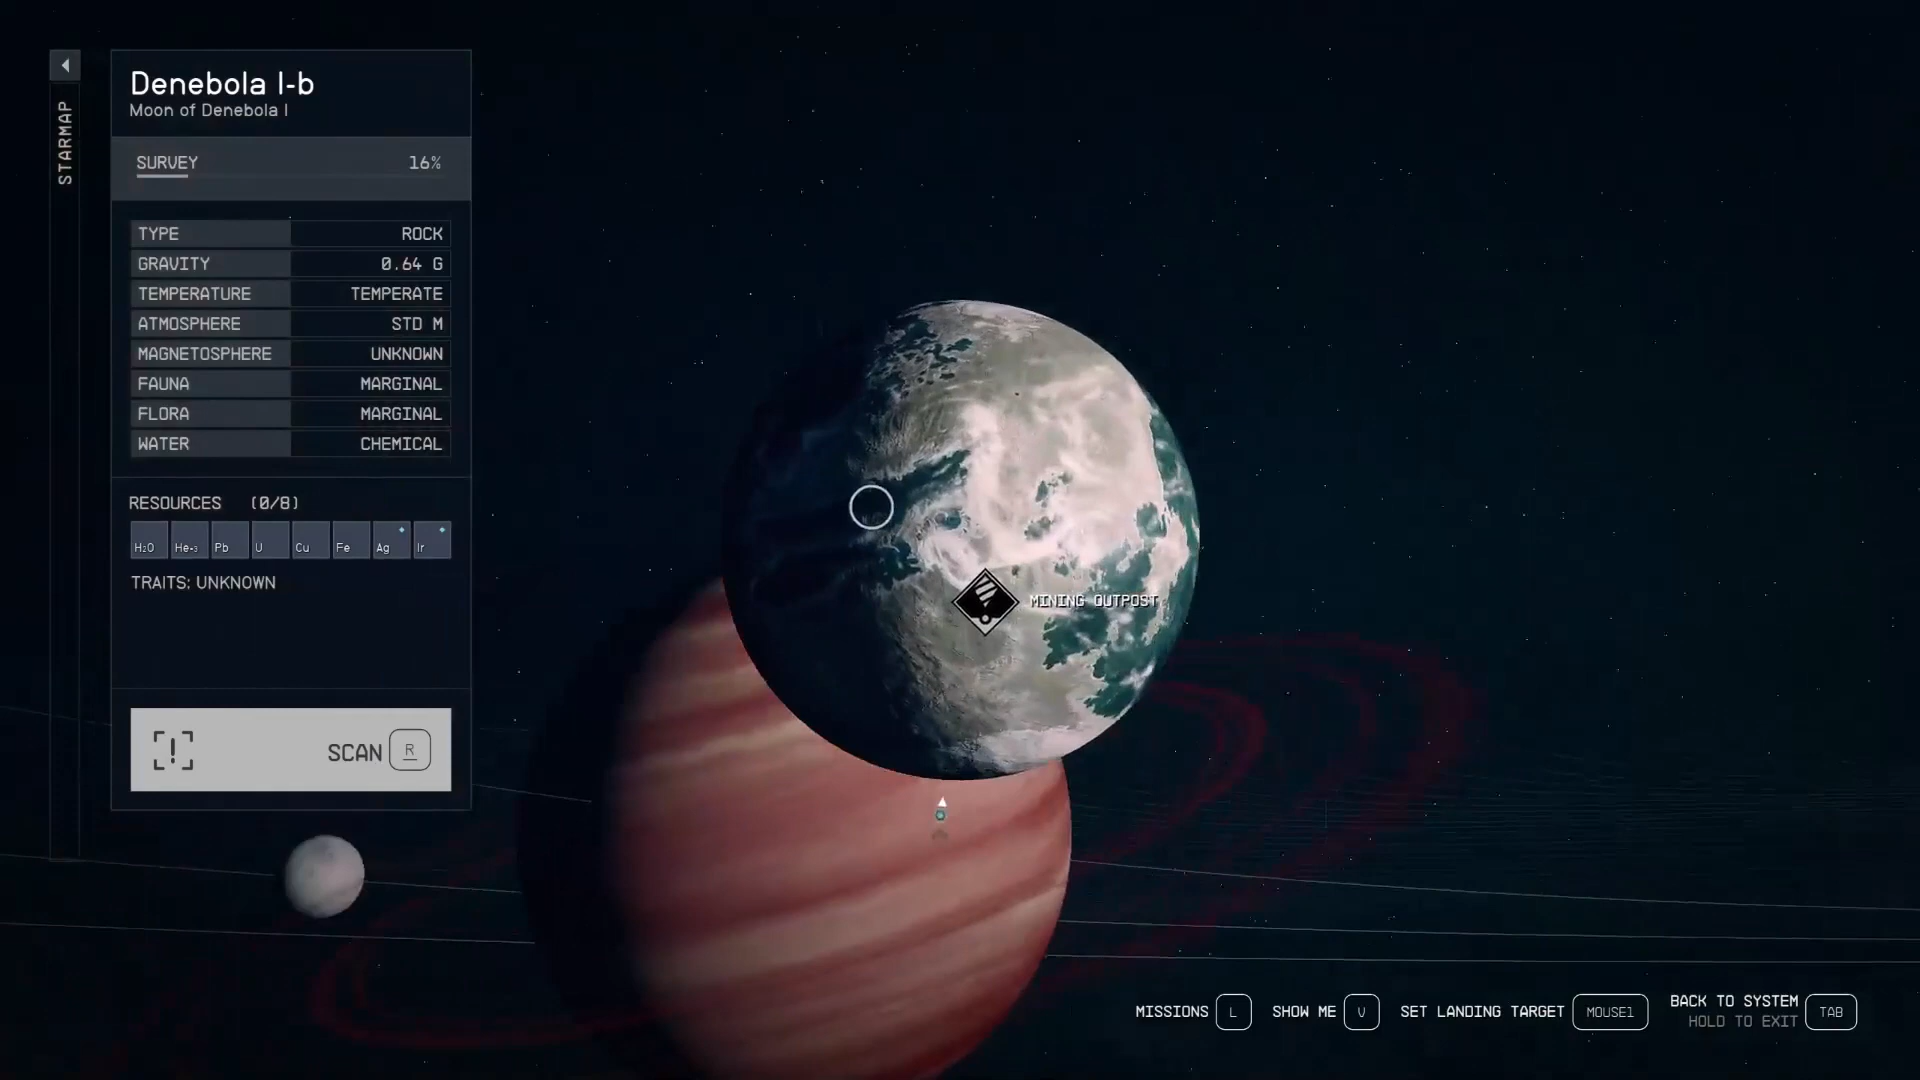 STARMAP
Denebola I-b
Moon of Denebola I
SURVEY 16%
TYPE ROCK
GRAVITY 0.64 G
TEMPERATURE TEMPERATE
ATMOSPHERE STD M
MAGNETOSPHERE UNKNOWN
FAUNA MARGINAL
FLORA MARGINAL
WATER CHEMICAL
RESOURCES (0/8)
H2O He-3 Pb U Cu Fe Ag Ir
TRAITS: UNKNOWN
SCAN R
MINING OUTPOST
MISSIONS L SHOW ME V SET LANDING TARGET MOUSE1 BACK TO SYSTEM TAB
HOLD TO EXIT